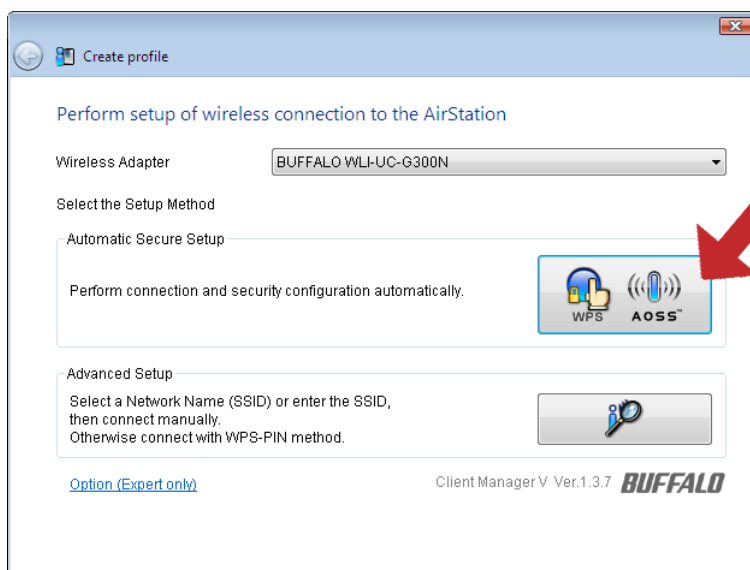 Create profile
Perform setup of wireless connection to the AirStation
Wireless Adapter
BUFFALO WLI-UC-G300N
Select the Setup Method
Automatic Secure Setup
Perform connection and security configuration automatically.
WPS
AOSS™
Advanced Setup
Select a Network Name (SSID) or enter the SSID,
then connect manually.
Otherwise connect with WPS-PIN method.
Option (Expert only)
Client Manager V Ver.1.3.7 BUFFALO